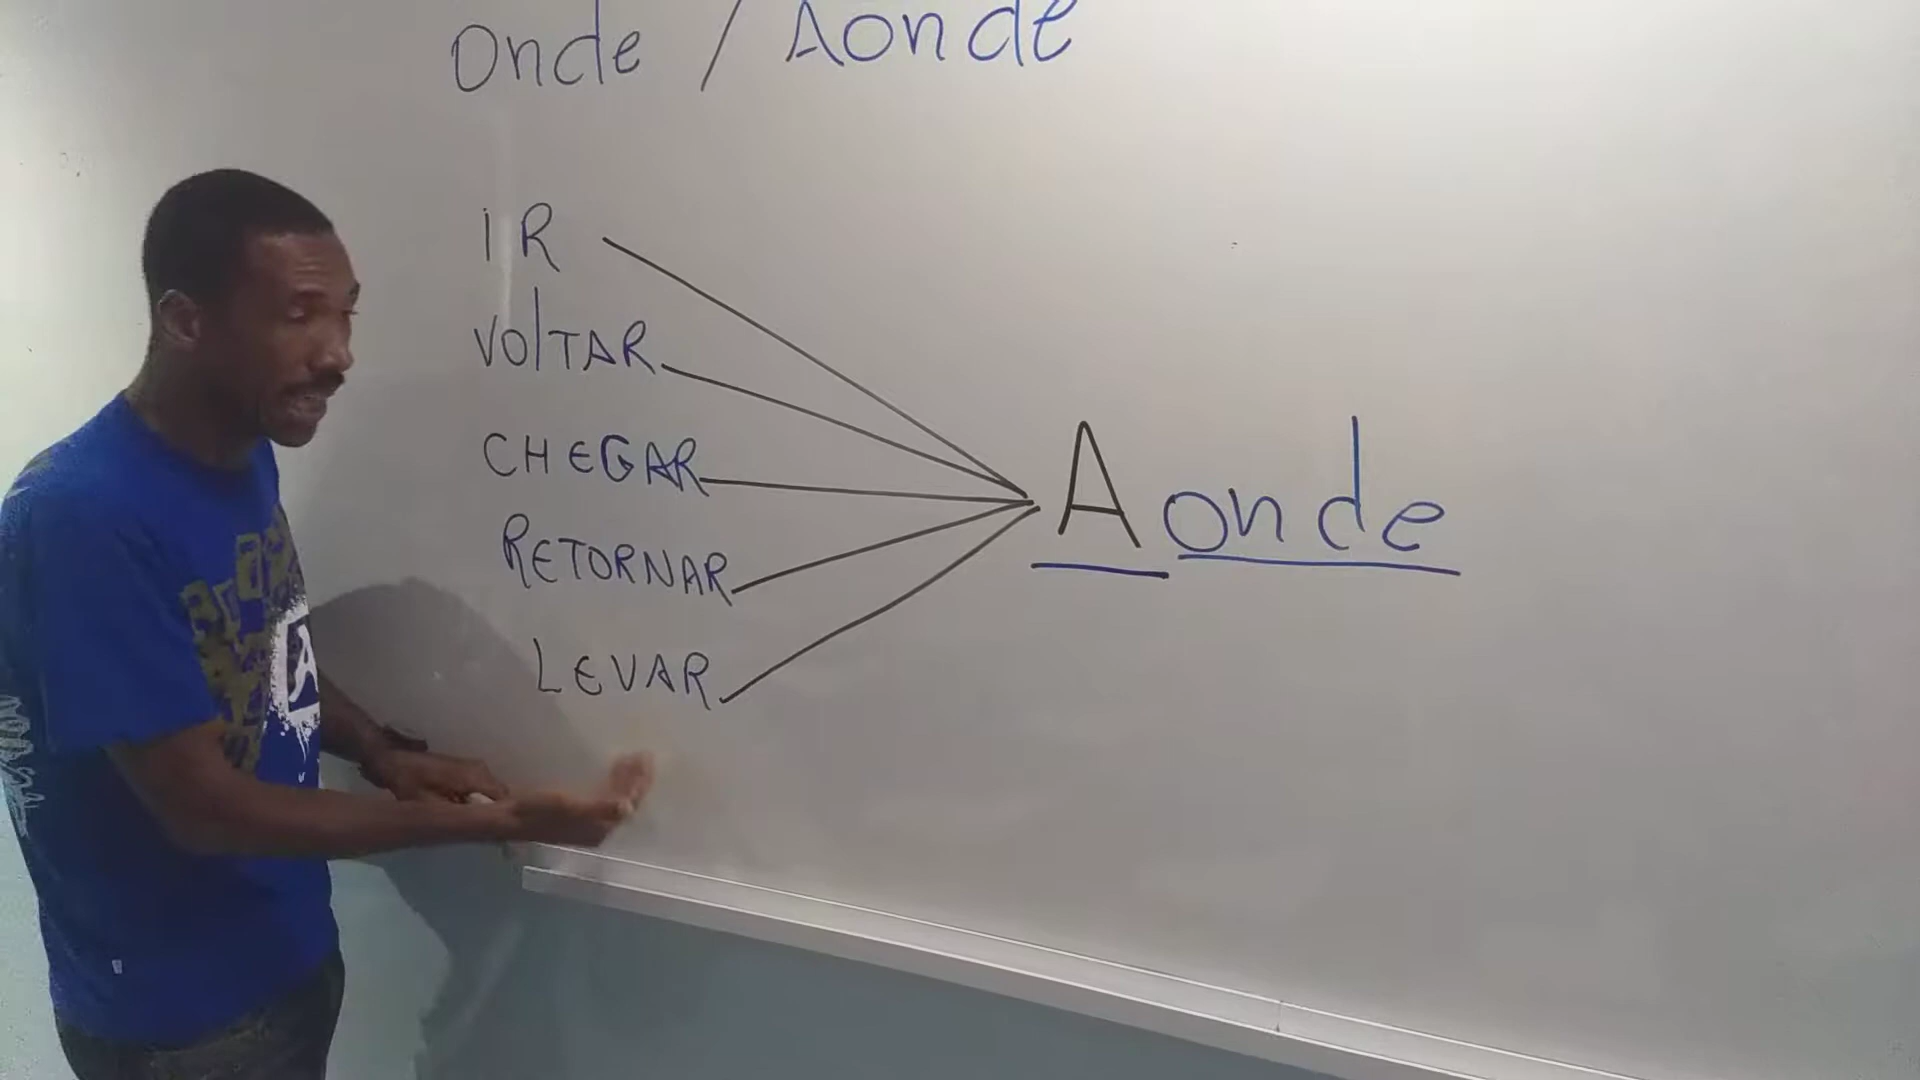 Onde / Aonde
IR
VOLTAR
CHEGAR
RETORNAR
LEVAR
Aonde
A